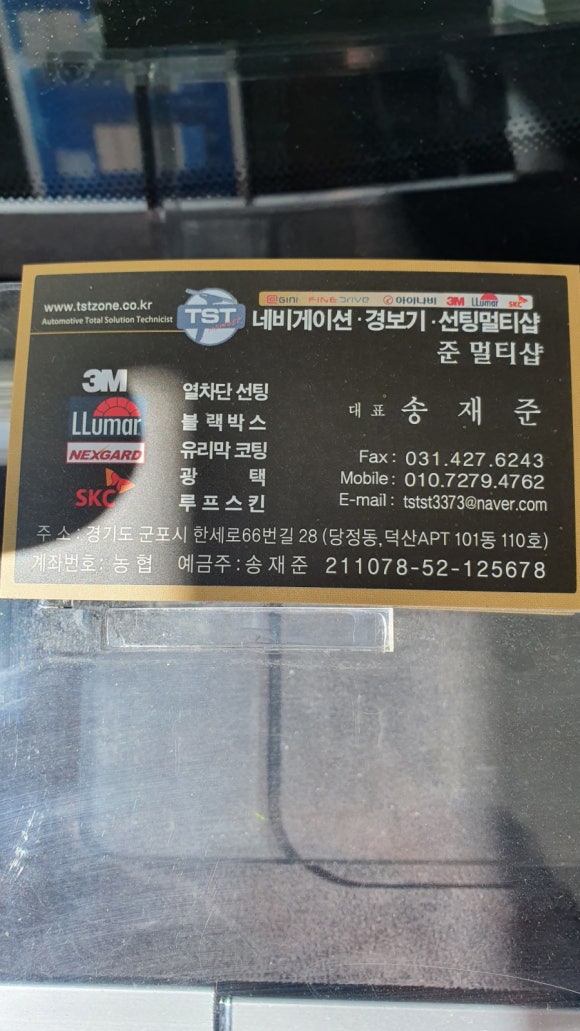 www.tstzone.co.kr
Automotive Total Solution Technicist
TST
GINI FINEDRIVE 아이나비 3M LLumar SKC
네비게이션 · 경보기 · 선팅멀티샵
준 멀티샵
3M
LLumar
NEXGARD
SKC
열차단 선팅
블랙박스
유리막 코팅
광 택
루프스킨
대표 송 재 준
Fax : 031.427.6243
Mobile : 010.7279.4762
E-mail : tstst3373@naver.com
주 소 : 경기도 군포시 한세로66번길 28 (당정동,덕산APT 101동 110호)
계좌번호 : 농협 예금주 : 송재준 211078-52-125678